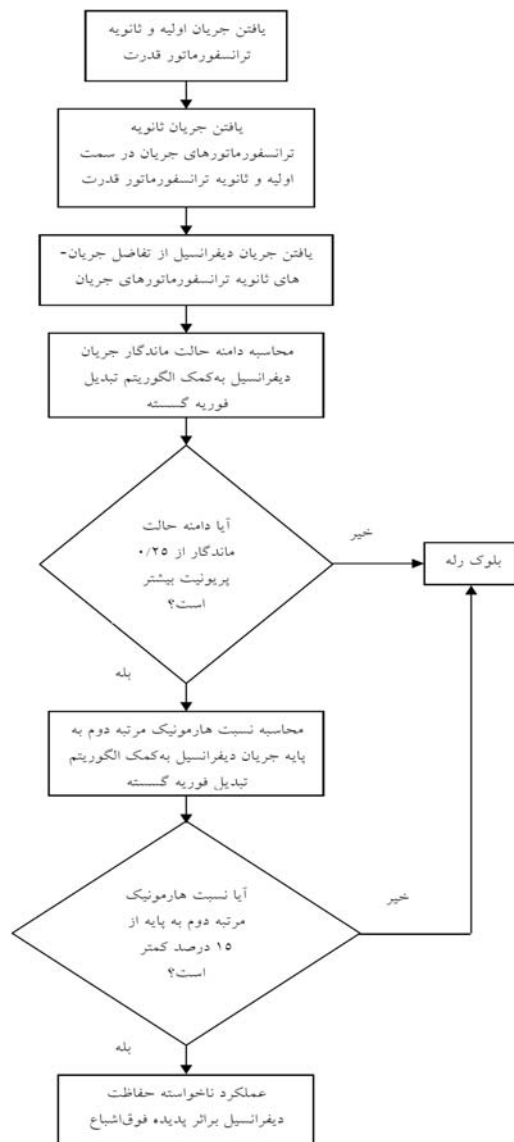 یافتن جریان اولیه و ثانویه
ترانسفورماتور قدرت
یافتن جریان ثانویه
ترانسفورماتورهای جریان در سمت
اولیه و ثانویه ترانسفورماتور قدرت
یافتن جریان دیفرانسیل از تفاضل جریان-
های ثانویه ترانسفورماتورهای جریان
محاسبه دامنه حالت ماندگار جریان
دیفرانسیل به‌کمک الگوریتم تبدیل
فوریه گسسته
آیا دامنه حالت
ماندگار از ۰/۲۵
پریونیت بیشتر
است؟
خیر
بلوک رله
بله
محاسبه نسبت هارمونیک مرتبه دوم به
پایه جریان دیفرانسیل به‌کمک الگوریتم
تبدیل فوریه گسسته
آیا نسبت هارمونیک
مرتبه دوم به پایه از
۱۵ درصد کمتر
است؟
خیر
بله
عملکرد ناخواسته حفاظت
دیفرانسیل براثر پدیده فوق‌اشباع